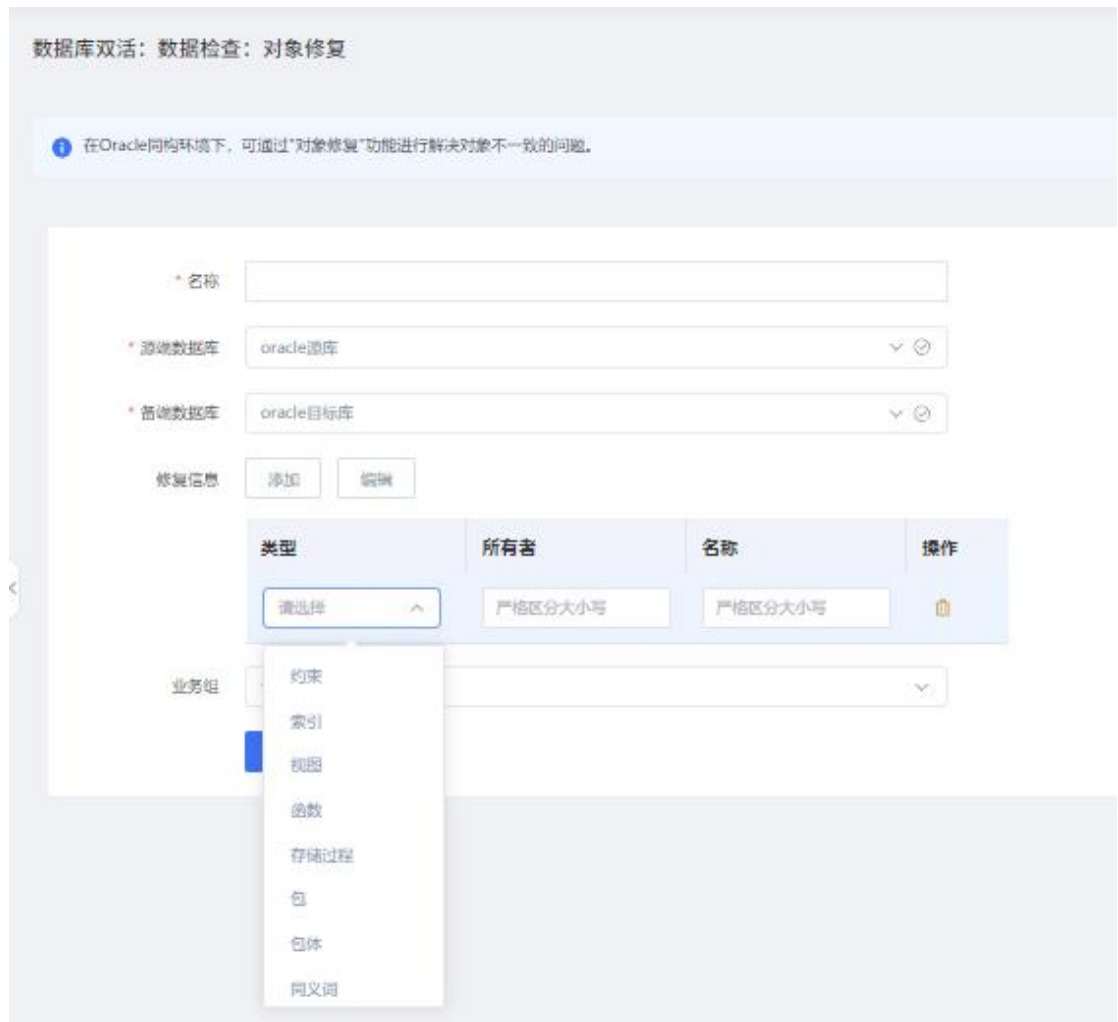 数据库双活：数据检查：对象修复
在Oracle同构环境下，可通过"对象修复"功能进行解决对象不一致的问题。
* 名称
* 源端数据库
oracle源库
* 备端数据库
oracle目标库
修复信息
添加
编辑
类型
所有者
名称
操作
请选择
严格区分大小写
严格区分大小写
业务组
约束
索引
视图
函数
存储过程
包
包体
同义词